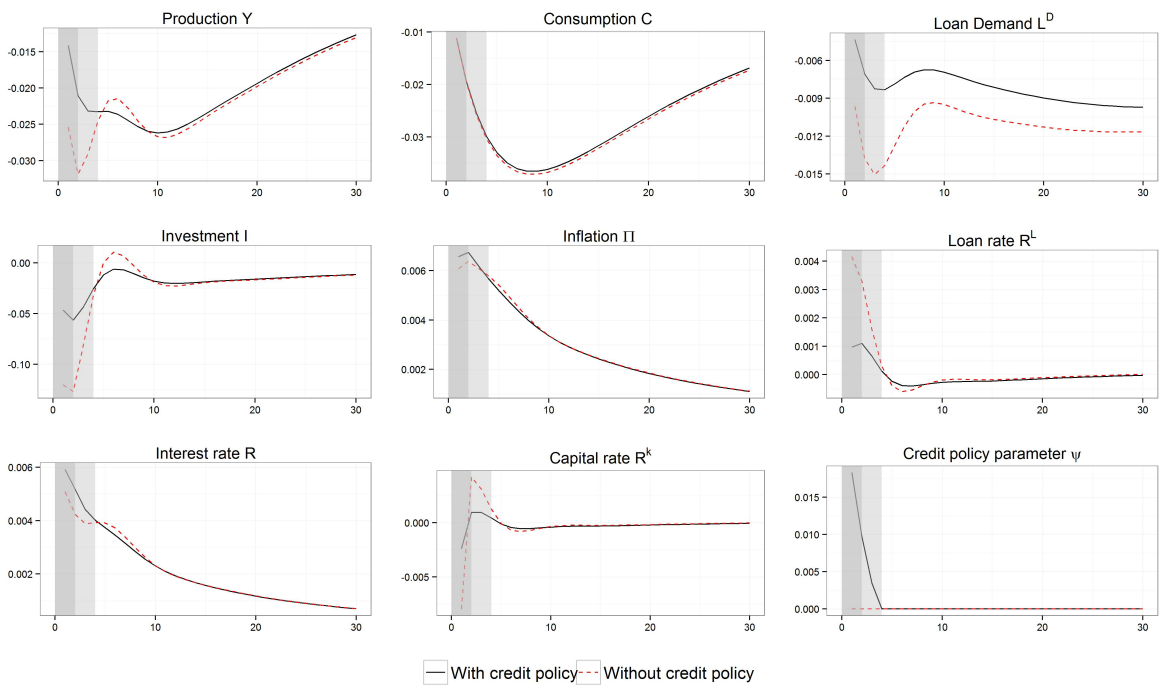 Production Y
-0.015
-0.020
-0.025
-0.030
0 10 20 30
Consumption C
-0.01
-0.02
-0.03
0 10 20 30
Loan Demand L^D
-0.006
-0.009
-0.012
-0.015
0 10 20 30
Investment I
0.00
-0.05
-0.10
0 10 20 30
Inflation Π
0.006
0.004
0.002
0 10 20 30
Loan rate R^L
0.004
0.003
0.002
0.001
0.000
0 10 20 30
Interest rate R
0.006
0.004
0.002
0 10 20 30
Capital rate R^k
0.000
-0.005
0 10 20 30
Credit policy parameter ψ
0.015
0.010
0.005
0.000
0 10 20 30
With credit policy Without credit policy